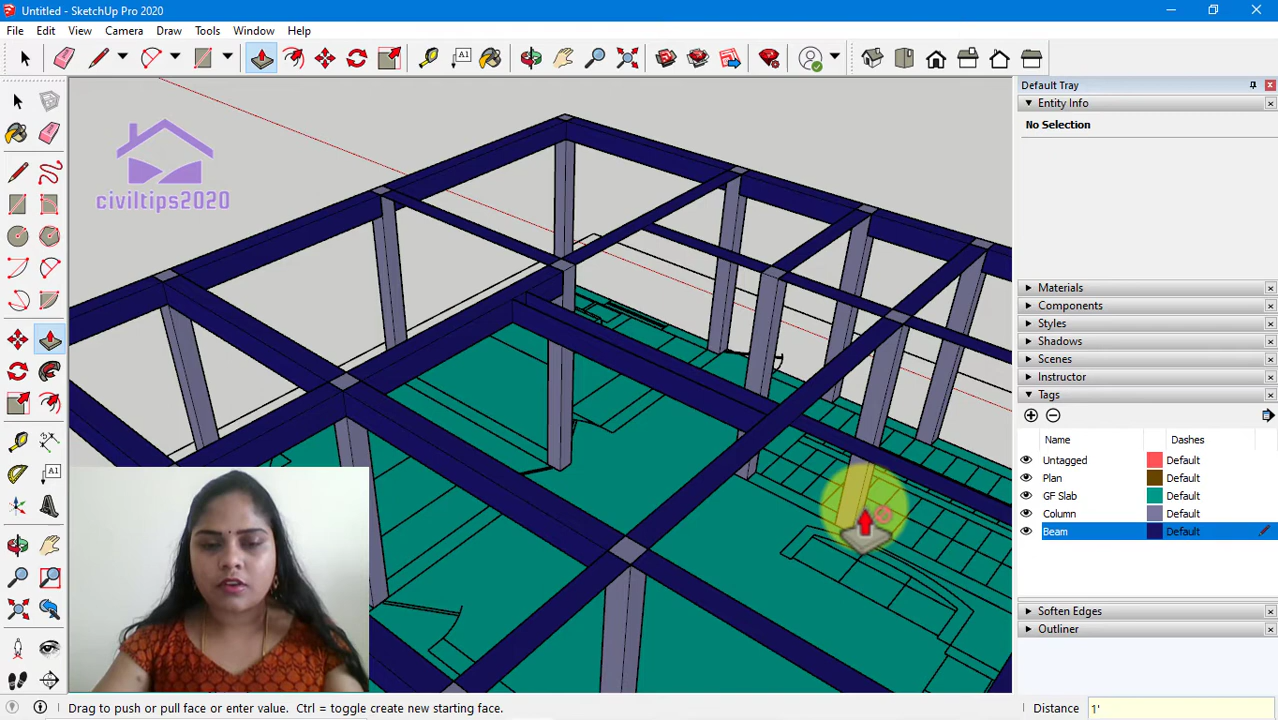 Untitled - SketchUp Pro 2020
File Edit View Camera Draw Tools Window Help
A1
Default Tray
Entity Info
No Selection
civiltips2020
Materials
Components
Styles
Shadows
Scenes
Instructor
Tags
Name Dashes
Untagged Default
Plan Default
GF Slab Default
Column Default
Beam Default
A1
Soften Edges
Outliner
Drag to push or pull face or enter value. Ctrl = toggle create new starting face.
Distance 1'